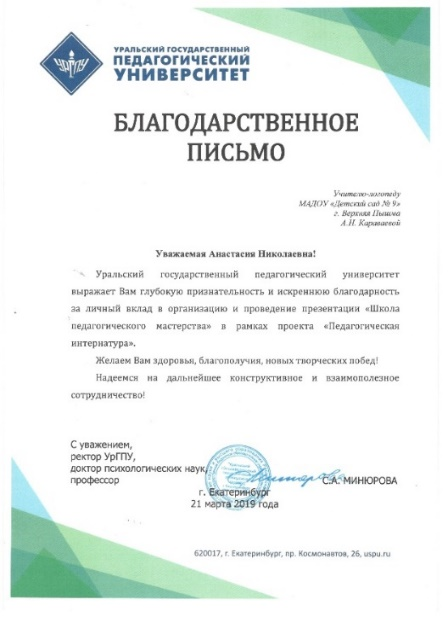 УрГПУ
УРАЛЬСКИЙ ГОСУДАРСТВЕННЫЙ
ПЕДАГОГИЧЕСКИЙ
УНИВЕРСИТЕТ
БЛАГОДАРСТВЕННОЕ
ПИСЬМО
Учителю-логопеду
МАДОУ «Детский сад № 9»
г. Верхняя Пышма
А.Н. Караваевой
Уважаемая Анастасия Николаевна!
Уральский государственный педагогический университет
выражает Вам глубокую признательность и искреннюю благодарность
за личный вклад в организацию и проведение презентации «Школа
педагогического мастерства» в рамках проекта «Педагогическая
интернатура».
Желаем Вам здоровья, благополучия, новых творческих побед!
Надеемся на дальнейшее конструктивное и взаимополезное
сотрудничество!
С уважением,
ректор УрГПУ,
доктор психологических наук,
профессор
С.А. МИНЮРОВА
г. Екатеринбург
21 марта 2019 года
620017, г. Екатеринбург, пр. Космонавтов, 26, uspu.ru